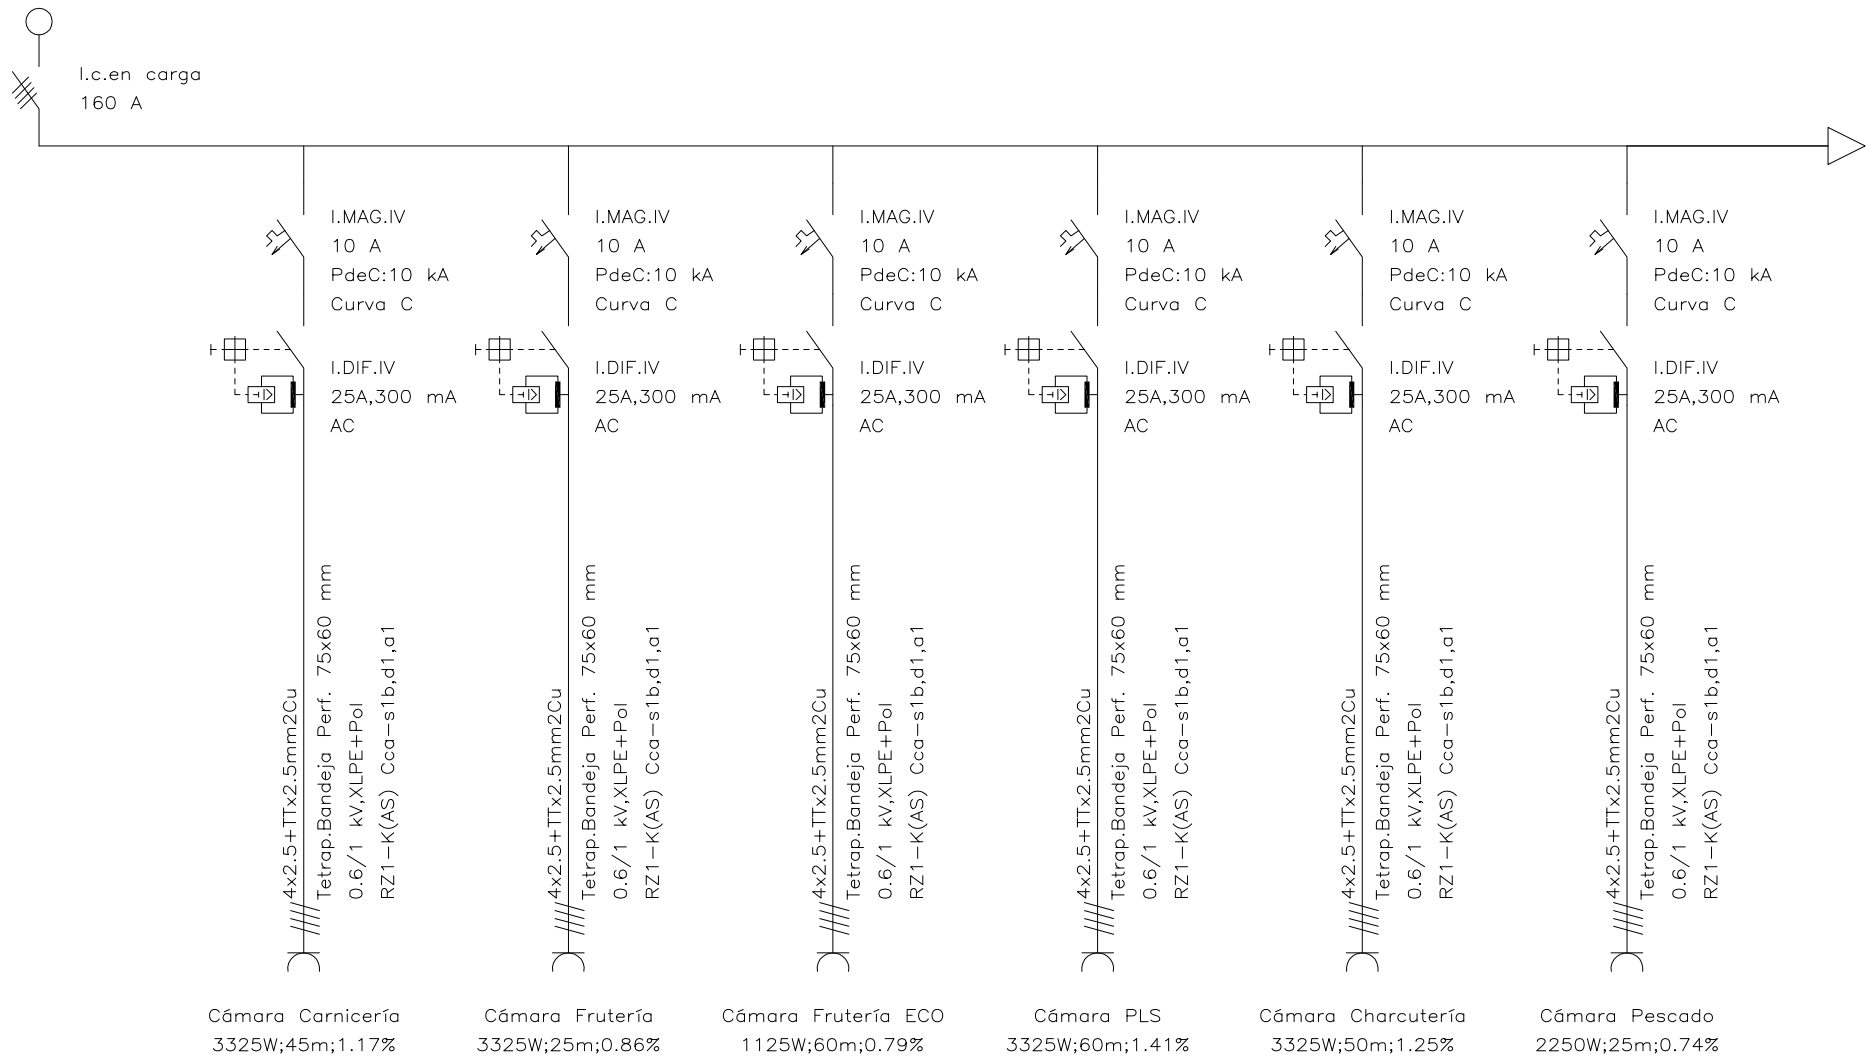 I.c.en carga
160 A
I.MAG.IV
10 A
PdeC:10 kA
Curva C
I.DIF.IV
25A,300 mA
AC
4x2.5+TTx2.5mm2Cu
Tetrap.Bandeja Perf. 75x60 mm
0.6/1 kV,XLPE+Pol
RZ1-K(AS) Cca-s1b,d1,a1
Cámara Carnicería
3325W;45m;1.17%
I.MAG.IV
10 A
PdeC:10 kA
Curva C
I.DIF.IV
25A,300 mA
AC
4x2.5+TTx2.5mm2Cu
Tetrap.Bandeja Perf. 75x60 mm
0.6/1 kV,XLPE+Pol
RZ1-K(AS) Cca-s1b,d1,a1
Cámara Frutería
3325W;25m;0.86%
I.MAG.IV
10 A
PdeC:10 kA
Curva C
I.DIF.IV
25A,300 mA
AC
4x2.5+TTx2.5mm2Cu
Tetrap.Bandeja Perf. 75x60 mm
0.6/1 kV,XLPE+Pol
RZ1-K(AS) Cca-s1b,d1,a1
Cámara Frutería ECO
1125W;60m;0.79%
I.MAG.IV
10 A
PdeC:10 kA
Curva C
I.DIF.IV
25A,300 mA
AC
4x2.5+TTx2.5mm2Cu
Tetrap.Bandeja Perf. 75x60 mm
0.6/1 kV,XLPE+Pol
RZ1-K(AS) Cca-s1b,d1,a1
Cámara PLS
3325W;60m;1.41%
I.MAG.IV
10 A
PdeC:10 kA
Curva C
I.DIF.IV
25A,300 mA
AC
4x2.5+TTx2.5mm2Cu
Tetrap.Bandeja Perf. 75x60 mm
0.6/1 kV,XLPE+Pol
RZ1-K(AS) Cca-s1b,d1,a1
Cámara Charcutería
3325W;50m;1.25%
I.MAG.IV
10 A
PdeC:10 kA
Curva C
I.DIF.IV
25A,300 mA
AC
4x2.5+TTx2.5mm2Cu
Tetrap.Bandeja Perf. 75x60 mm
0.6/1 kV,XLPE+Pol
RZ1-K(AS) Cca-s1b,d1,a1
Cámara Pescado
2250W;25m;0.74%